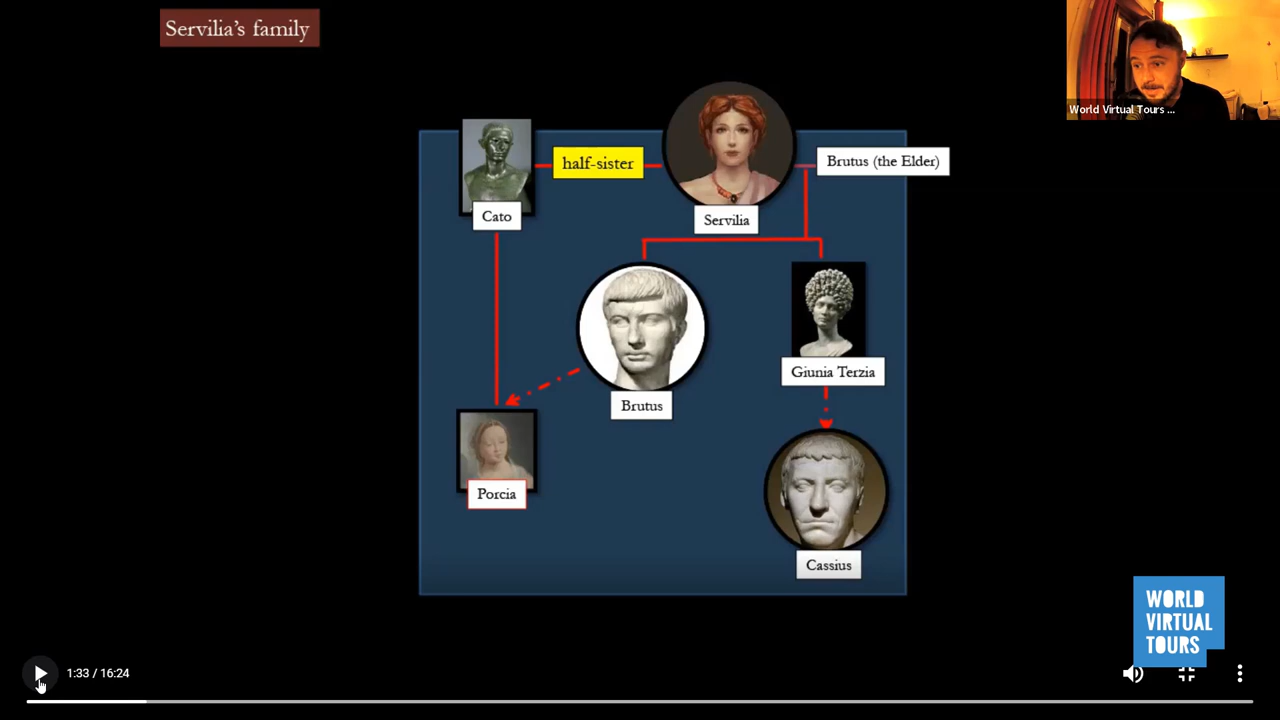 Servilia's family
World Virtual Tours ...
half-sister
Brutus (the Elder)
Cato
Servilia
Giunia Terzia
Brutus
Porcia
Cassius
WORLD
VIRTUAL
TOURS
1:33 / 16:24